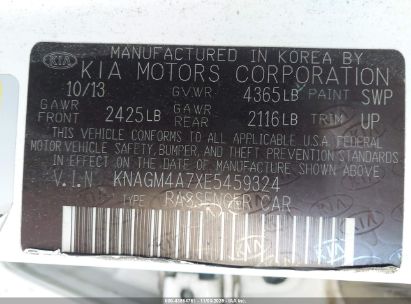 MANUFACTURED IN KOREA BY
KIA KIA MOTORS CORPORATION
10/13 G.V.WR 4365LB PAINT SWP
GAWR FRONT 2425LB GAWR REAR 2116LB TRIM UP
THIS VEHICLE CONFORMS TO ALL APPLICABLE U.S.A FEDERAL
MOTOR VEHICLE SAFETY, BUMPER, AND THEFT PREVENTION STANDARDS
IN EFFECT ON THE DATE OF MANUFACTURE SHOWN ABOVE.
V.I.N KNAGM4A7XE5459324
TYPE PASSENGER CAR